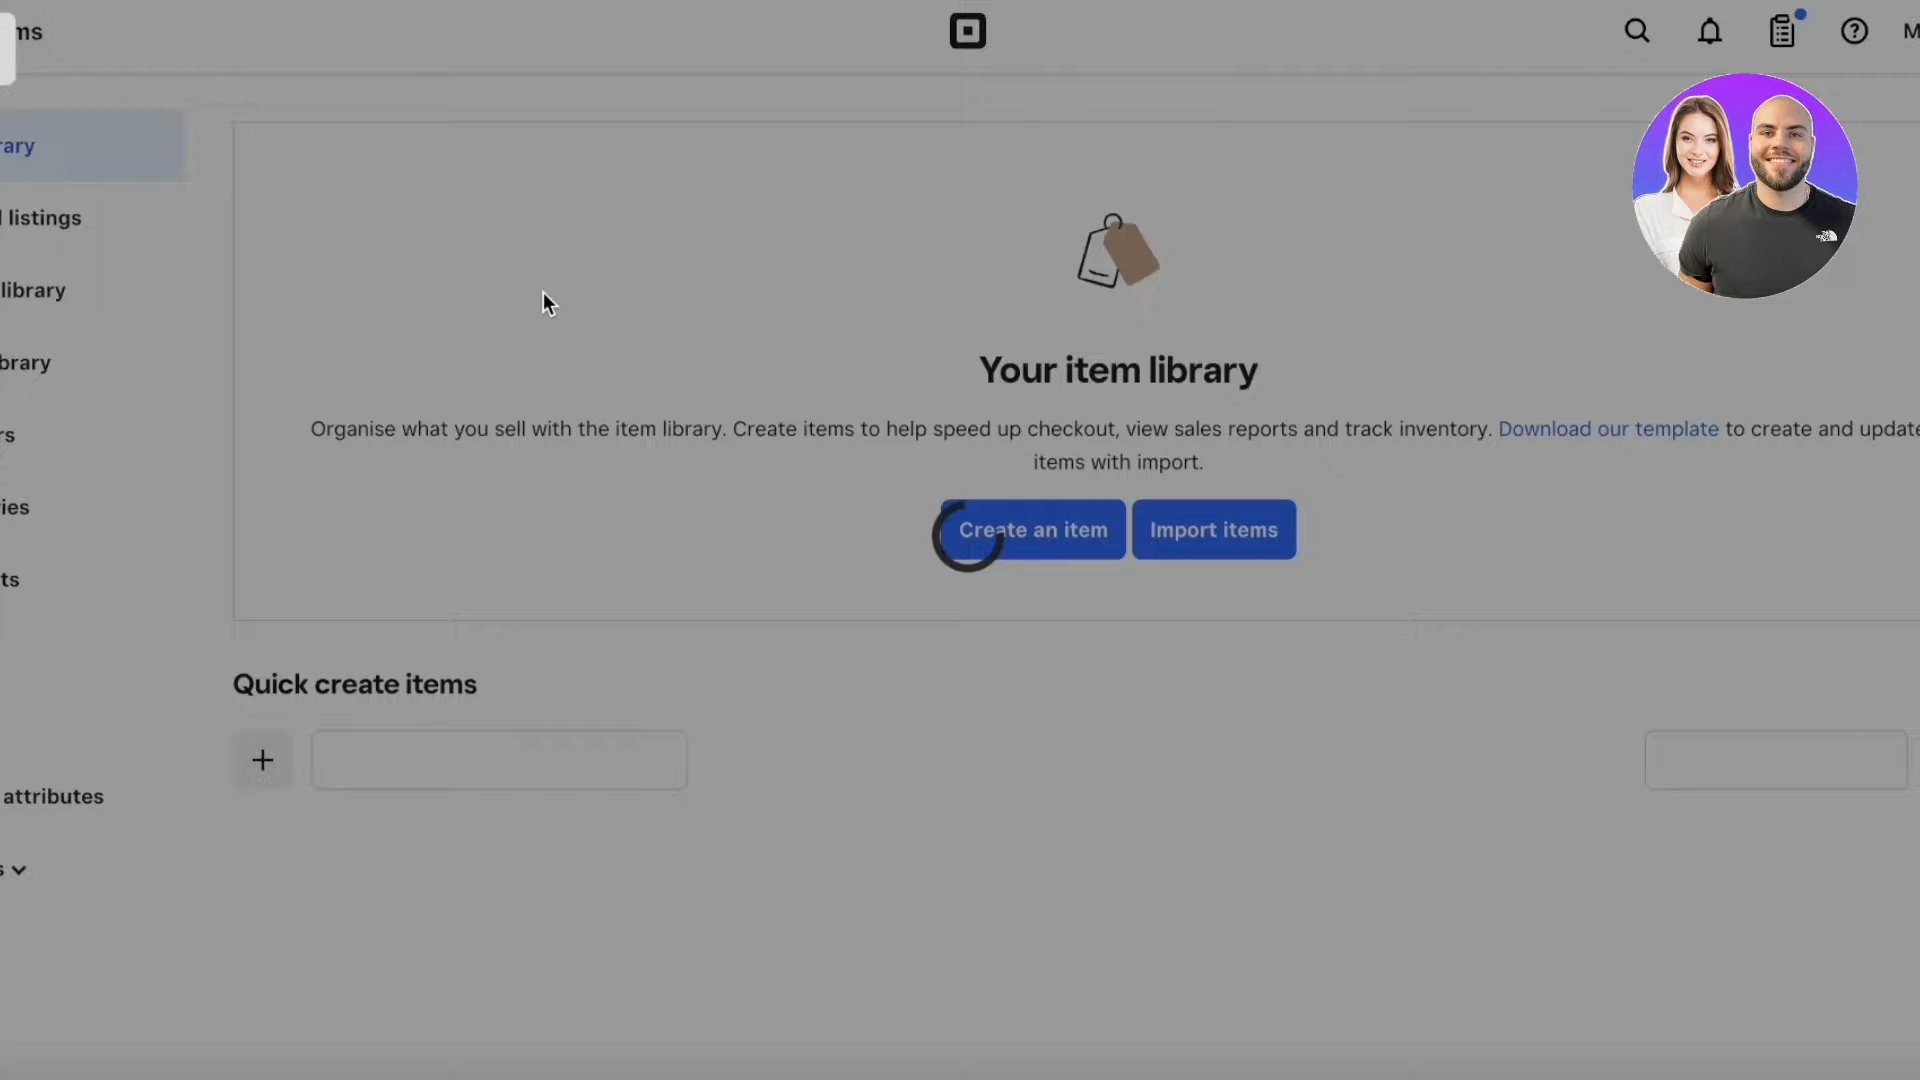 ms
M
rary
l listings
library
brary
rs
ries
ts
attributes
s
Your item library
Organise what you sell with the item library. Create items to help speed up checkout, view sales reports and track inventory. Download our template to create and update
items with import.
Create an item
Import items
Quick create items